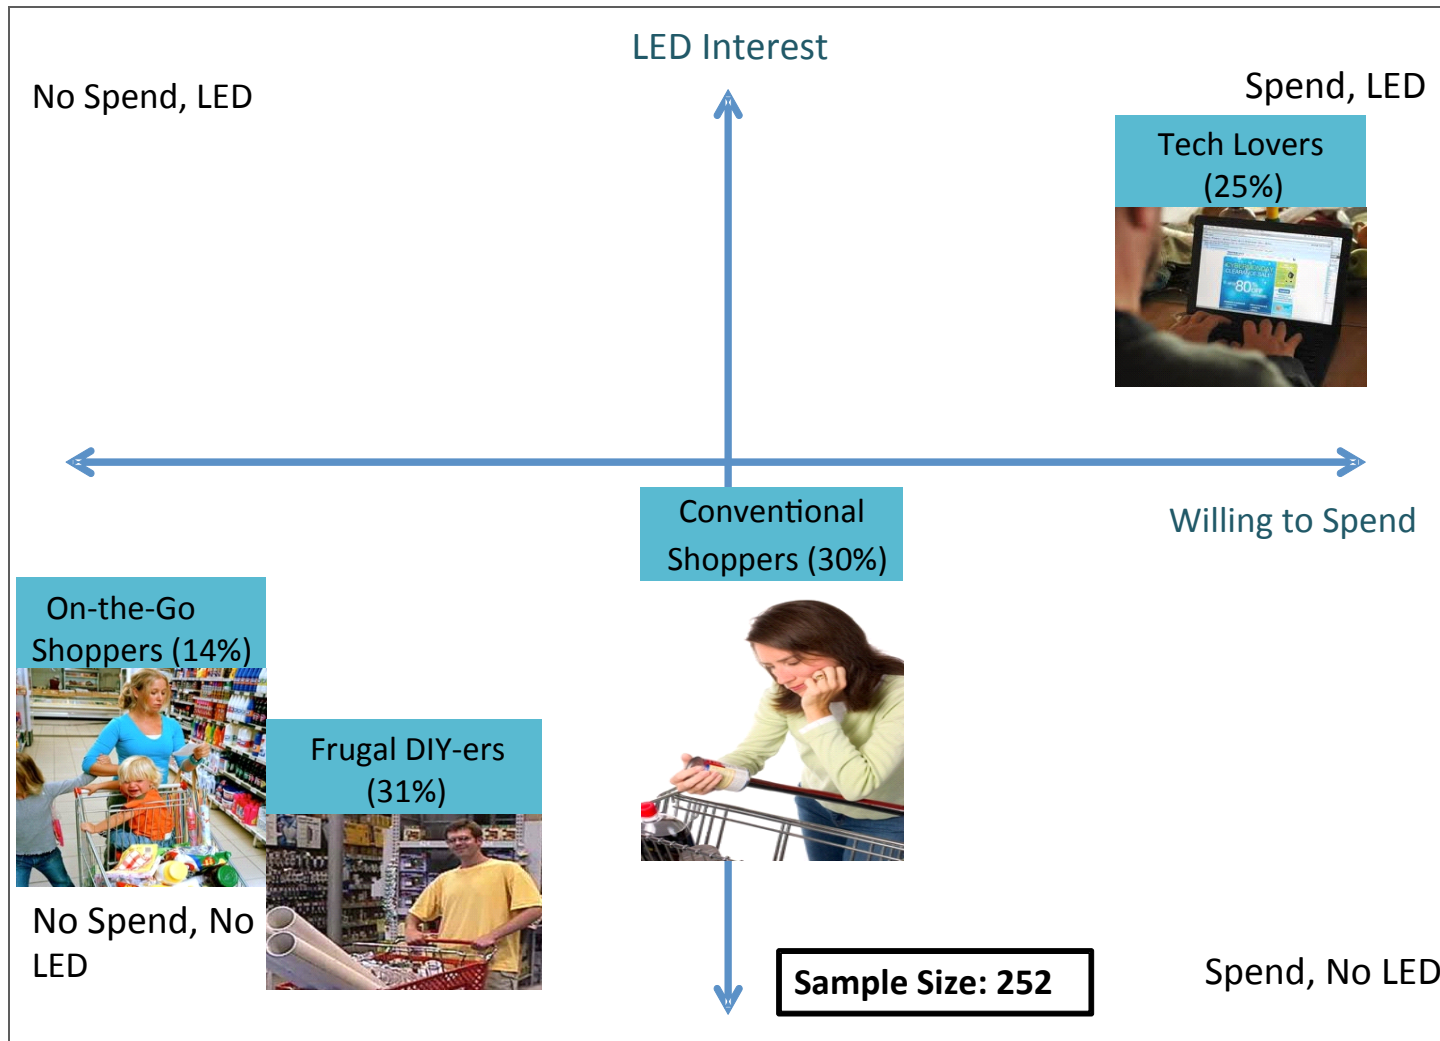 LED Interest
No Spend, LED
Spend, LED
Tech Lovers
(25%)
80%
Willing to Spend
Conventional
Shoppers (30%)
On-the-Go
Shoppers (14%)
Frugal DIY-ers
(31%)
No Spend, No
LED
Sample Size: 252
Spend, No LED